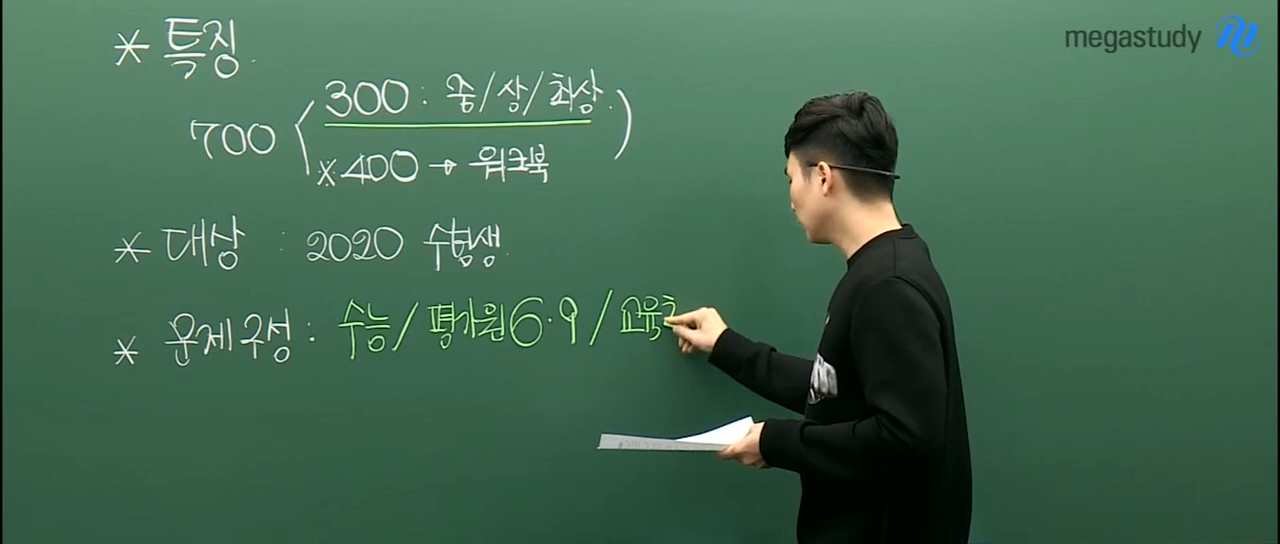 megastudy
* 특징
700 ( 300 : 중/상/최상 )
※400 → 워크북
* 대상 : 2020 수험생
* 문제구성 : 수능/평가원6·9/교육